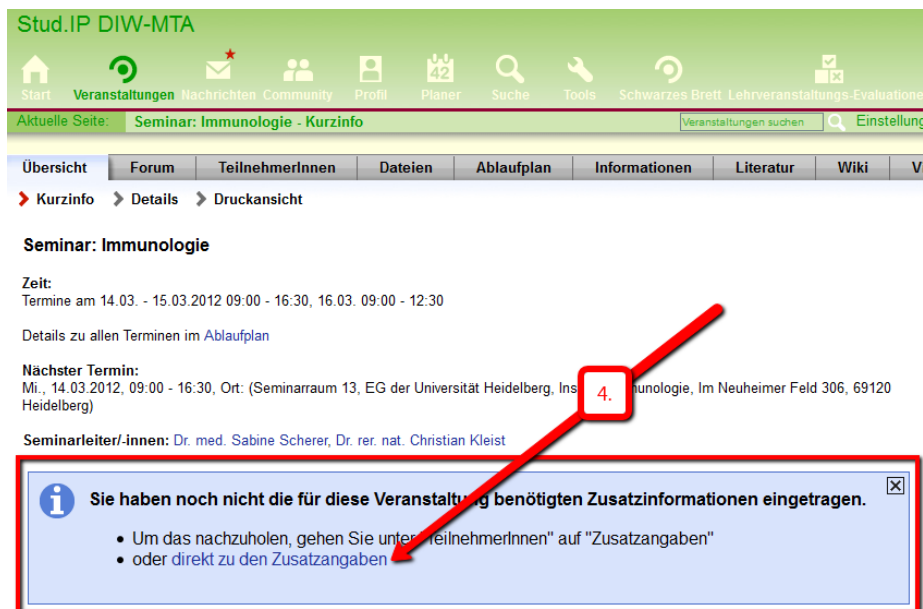 Stud.IP DIW-MTA
42
Start Veranstaltungen Nachrichten Community Profil Planer Suche Tools Schwarzes Brett Lehrveranstaltungs-Evaluatione
Aktuelle Seite: Seminar: Immunologie - Kurzinfo Veranstaltungen suchen Einstellung
Übersicht Forum TeilnehmerInnen Dateien Ablaufplan Informationen Literatur Wiki V
Kurzinfo Details Druckansicht
Seminar: Immunologie
Zeit:
Termine am 14.03. - 15.03.2012 09:00 - 16:30, 16.03. 09:00 - 12:30
Details zu allen Terminen im Ablaufplan
Nächster Termin:
Mi., 14.03.2012, 09:00 - 16:30, Ort: (Seminarraum 13, EG der Universität Heidelberg, Ins unologie, Im Neuheimer Feld 306, 69120
Heidelberg)
4.
Seminarleiter/-innen: Dr. med. Sabine Scherer, Dr. rer. nat. Christian Kleist
Sie haben noch nicht die für diese Veranstaltung benötigten Zusatzinformationen eingetragen.
• Um das nachzuholen, gehen Sie unter "TeilnehmerInnen" auf "Zusatzangaben"
• oder direkt zu den Zusatzangaben